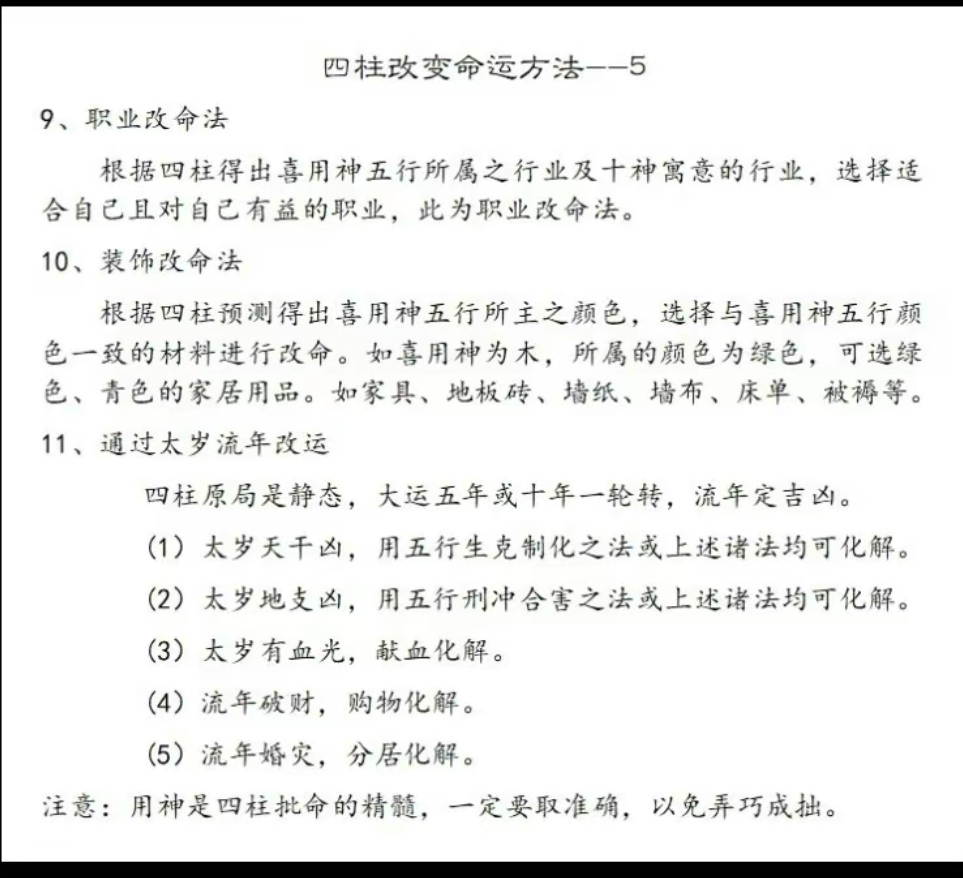 四柱改变命运方法--5
9、职业改命法
根据四柱得出喜用神五行所属之行业及十神寓意的行业，选择适
合自己且对自己有益的职业，此为职业改命法。
10、装饰改命法
根据四柱预测得出喜用神五行所主之颜色，选择与喜用神五行颜
色一致的材料进行改命。如喜用神为木，所属的颜色为绿色，可选绿
色、青色的家居用品。如家具、地板砖、墙纸、墙布、床单、被褥等。
11、通过太岁流年改运
四柱原局是静态，大运五年或十年一轮转，流年定吉凶。
(1) 太岁天干凶，用五行生克制化之法或上述诸法均可化解。
(2) 太岁地支凶，用五行刑冲合害之法或上述诸法均可化解。
(3) 太岁有血光，献血化解。
(4) 流年破财，购物化解。
(5) 流年婚灾，分居化解。
注意：用神是四柱批命的精髓，一定要取准确，以免弄巧成拙。